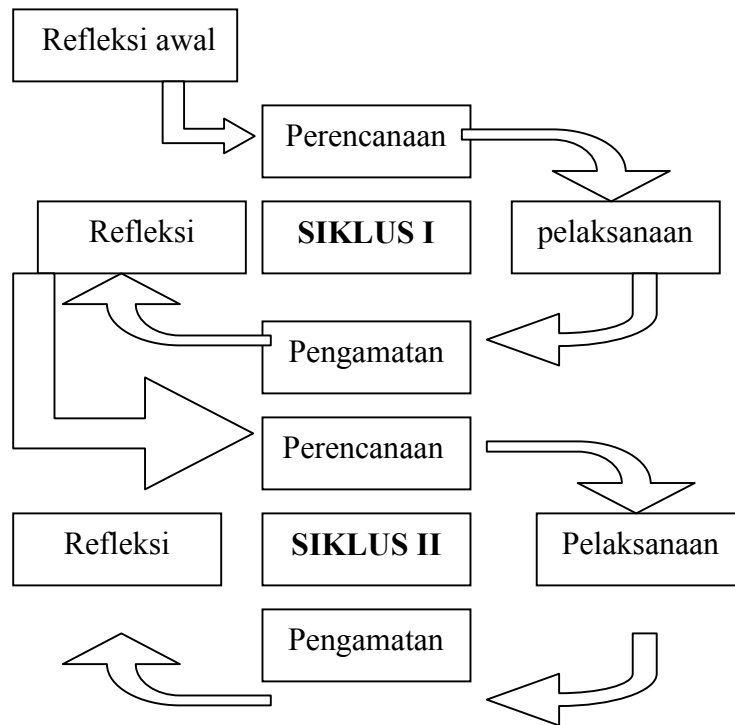 Refleksi awal
Perencanaan
Refleksi
SIKLUS I
pelaksanaan
Pengamatan
Perencanaan
Refleksi
SIKLUS II
Pelaksanaan
Pengamatan